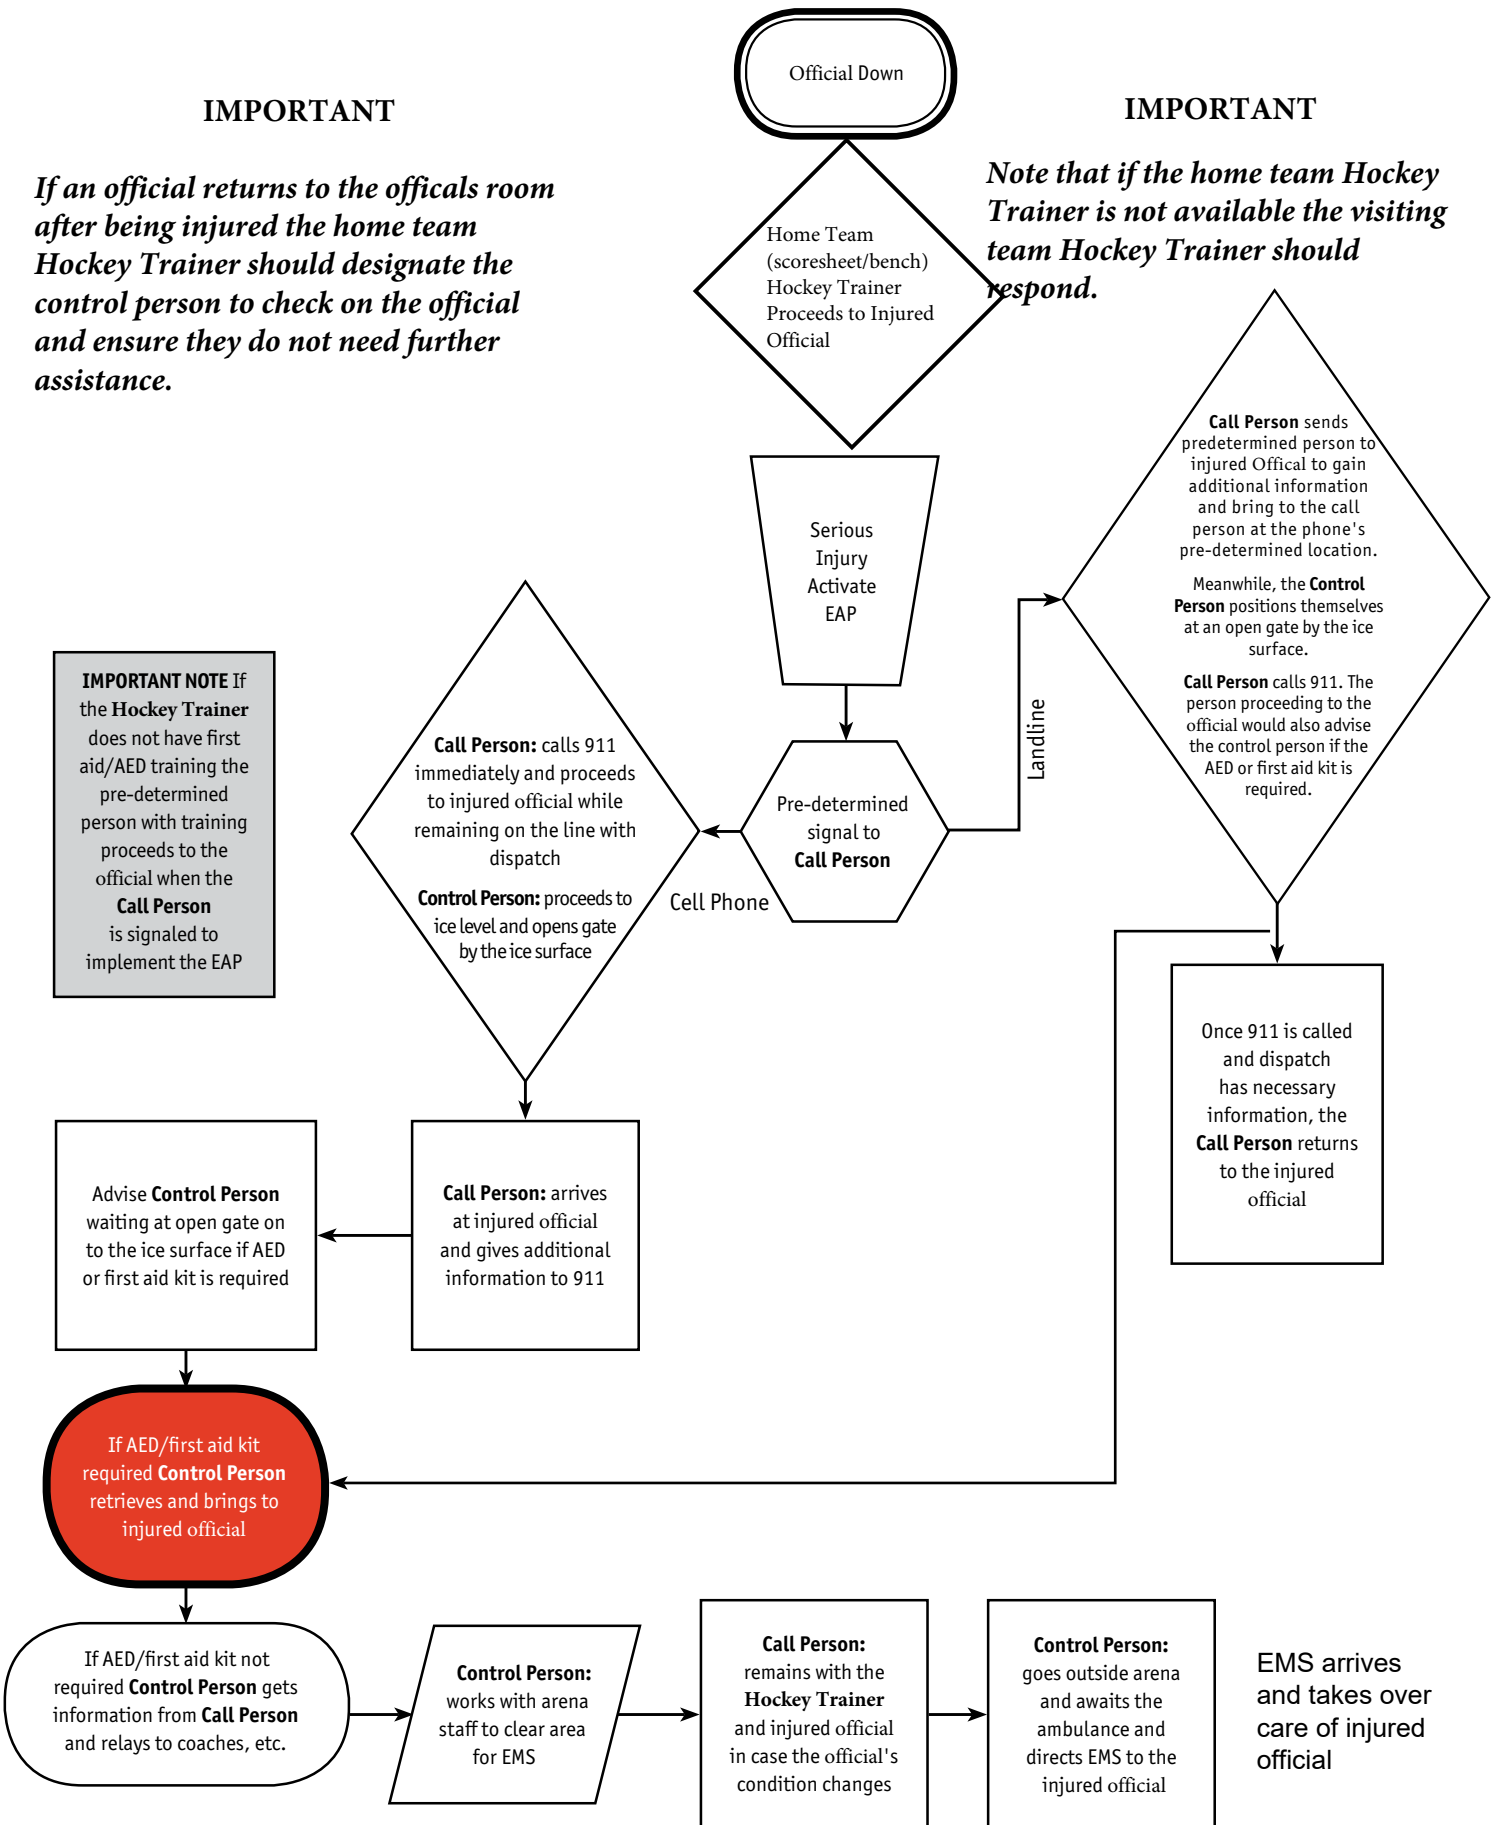 Official Down
IMPORTANT
If an official returns to the officals room
after being injured the home team
Hockey Trainer should designate the
control person to check on the official
and ensure they do not need further
assistance.
IMPORTANT
Note that if the home team Hockey
Trainer is not available the visiting
team Hockey Trainer should
respond.
Home Team
(scoresheet/bench)
Hockey Trainer
Proceeds to Injured
Official
Serious
Injury
Activate
EAP
Call Person sends
predetermined person to
injured Offical to gain
additional information
and bring to the call
person at the phone's
pre-determined location.
Meanwhile, the Control
Person positions themselves
at an open gate by the ice
surface.
Call Person calls 911. The
person proceeding to the
official would also advise
the control person if the
AED or first aid kit is
required.
Landline
Pre-determined
signal to
Call Person
Cell Phone
Call Person: calls 911
immediately and proceeds
to injured official while
remaining on the line with
dispatch
Control Person: proceeds to
ice level and opens gate
by the ice surface
IMPORTANT NOTE If
the Hockey Trainer
does not have first
aid/AED training the
pre-determined
person with training
proceeds to the
official when the
Call Person
is signaled to
implement the EAP
Once 911 is called
and dispatch
has necessary
information, the
Call Person returns
to the injured
official
Call Person: arrives
at injured official
and gives additional
information to 911
Advise Control Person
waiting at open gate on
to the ice surface if AED
or first aid kit is required
If AED/first aid kit
required Control Person
retrieves and brings to
injured official
If AED/first aid kit not
required Control Person gets
information from Call Person
and relays to coaches, etc.
Control Person:
works with arena
staff to clear area
for EMS
Call Person:
remains with the
Hockey Trainer
and injured official
in case the official's
condition changes
Control Person:
goes outside arena
and awaits the
ambulance and
directs EMS to the
injured official
EMS arrives
and takes over
care of injured
official